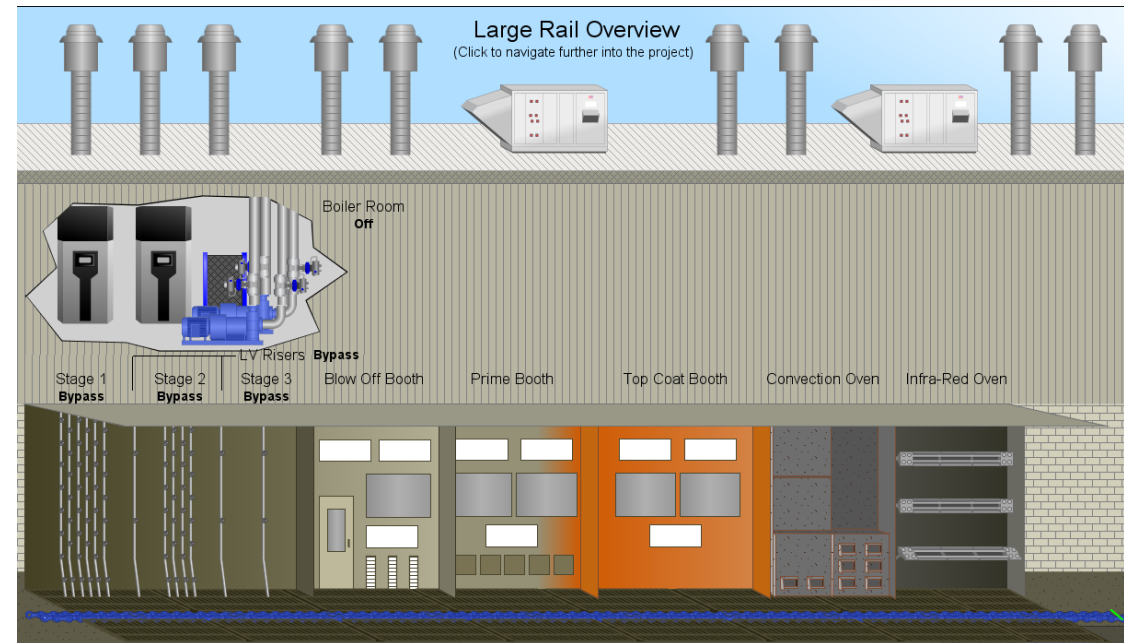 Large Rail Overview
(Click to navigate further into the project)
Boiler Room
Off
LV Risers Bypass
Stage 1 Stage 2 Stage 3 Blow Off Booth Prime Booth Top Coat Booth Convection Oven Infra-Red Oven
Bypass Bypass Bypass